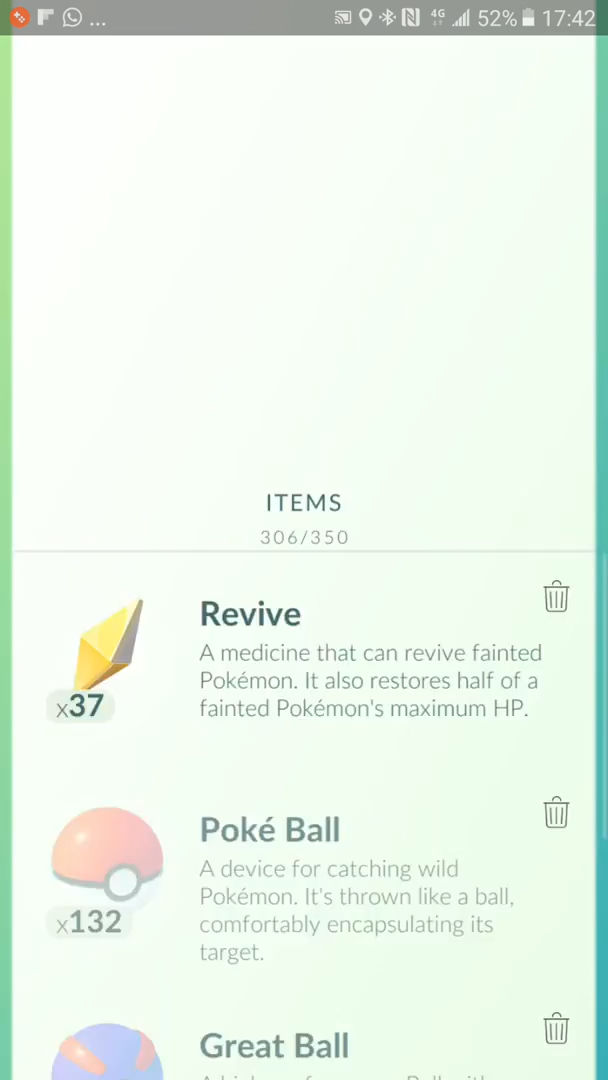 ... 4G 52% 17:42
ITEMS
306/350
Revive
A medicine that can revive fainted
Pokémon. It also restores half of a
fainted Pokémon's maximum HP.
x37
Poké Ball
A device for catching wild
Pokémon. It's thrown like a ball,
comfortably encapsulating its
target.
x132
Great Ball